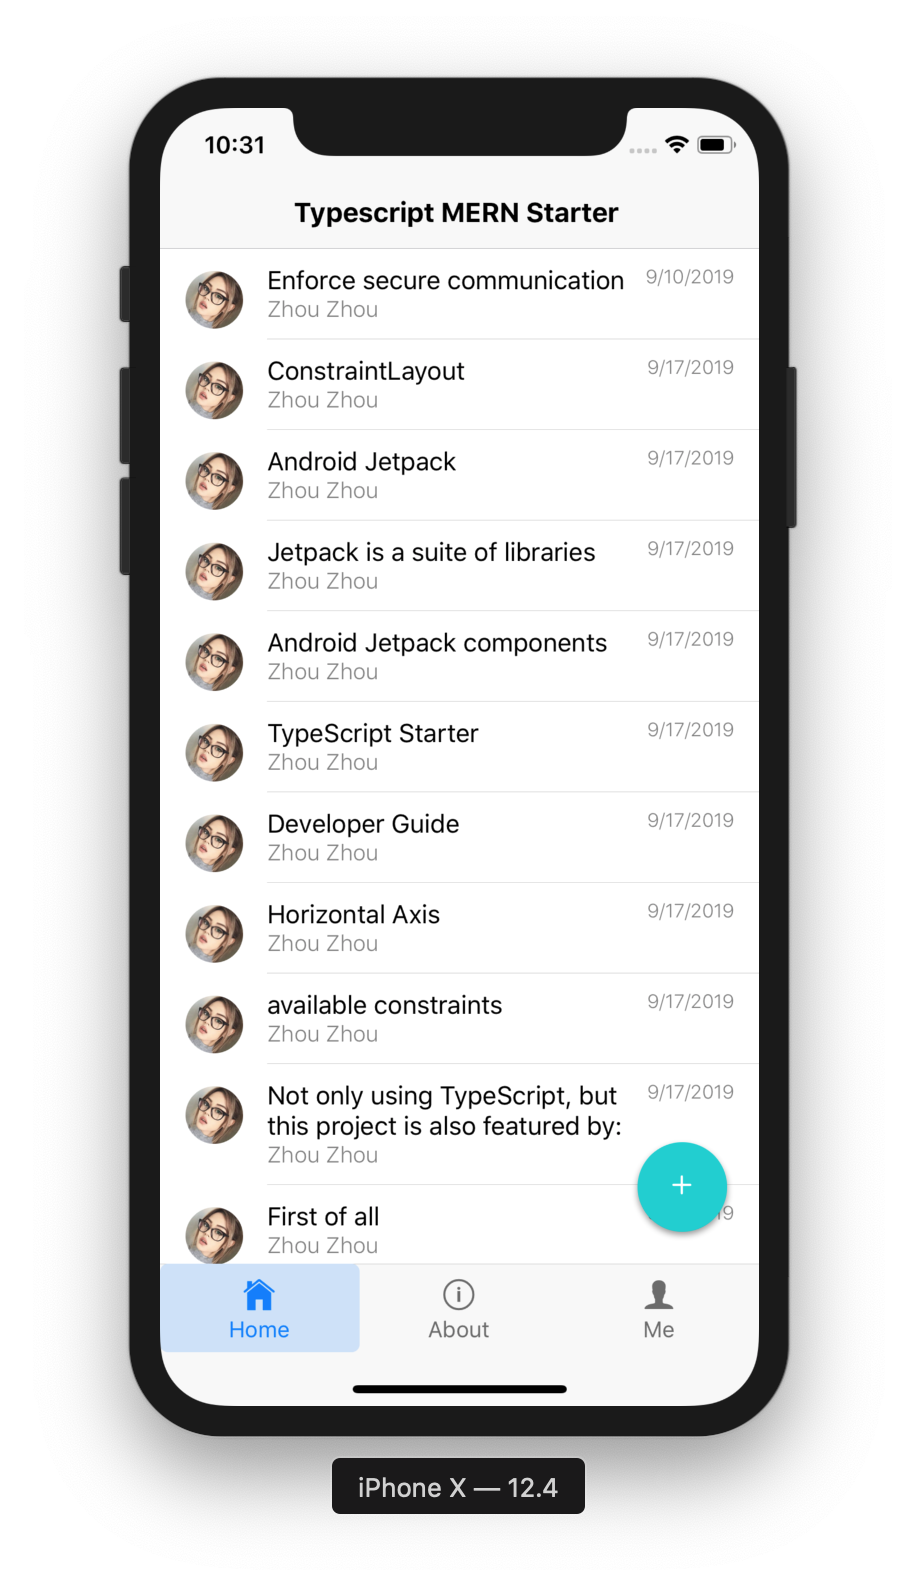 10:31
Typescript MERN Starter
Enforce secure communication 9/10/2019
Zhou Zhou
ConstraintLayout 9/17/2019
Zhou Zhou
Android Jetpack 9/17/2019
Zhou Zhou
Jetpack is a suite of libraries 9/17/2019
Zhou Zhou
Android Jetpack components 9/17/2019
Zhou Zhou
TypeScript Starter 9/17/2019
Zhou Zhou
Developer Guide 9/17/2019
Zhou Zhou
Horizontal Axis 9/17/2019
Zhou Zhou
available constraints 9/17/2019
Zhou Zhou
Not only using TypeScript, but 9/17/2019
this project is also featured by:
Zhou Zhou
First of all
Zhou Zhou
Home About Me
iPhone X — 12.4